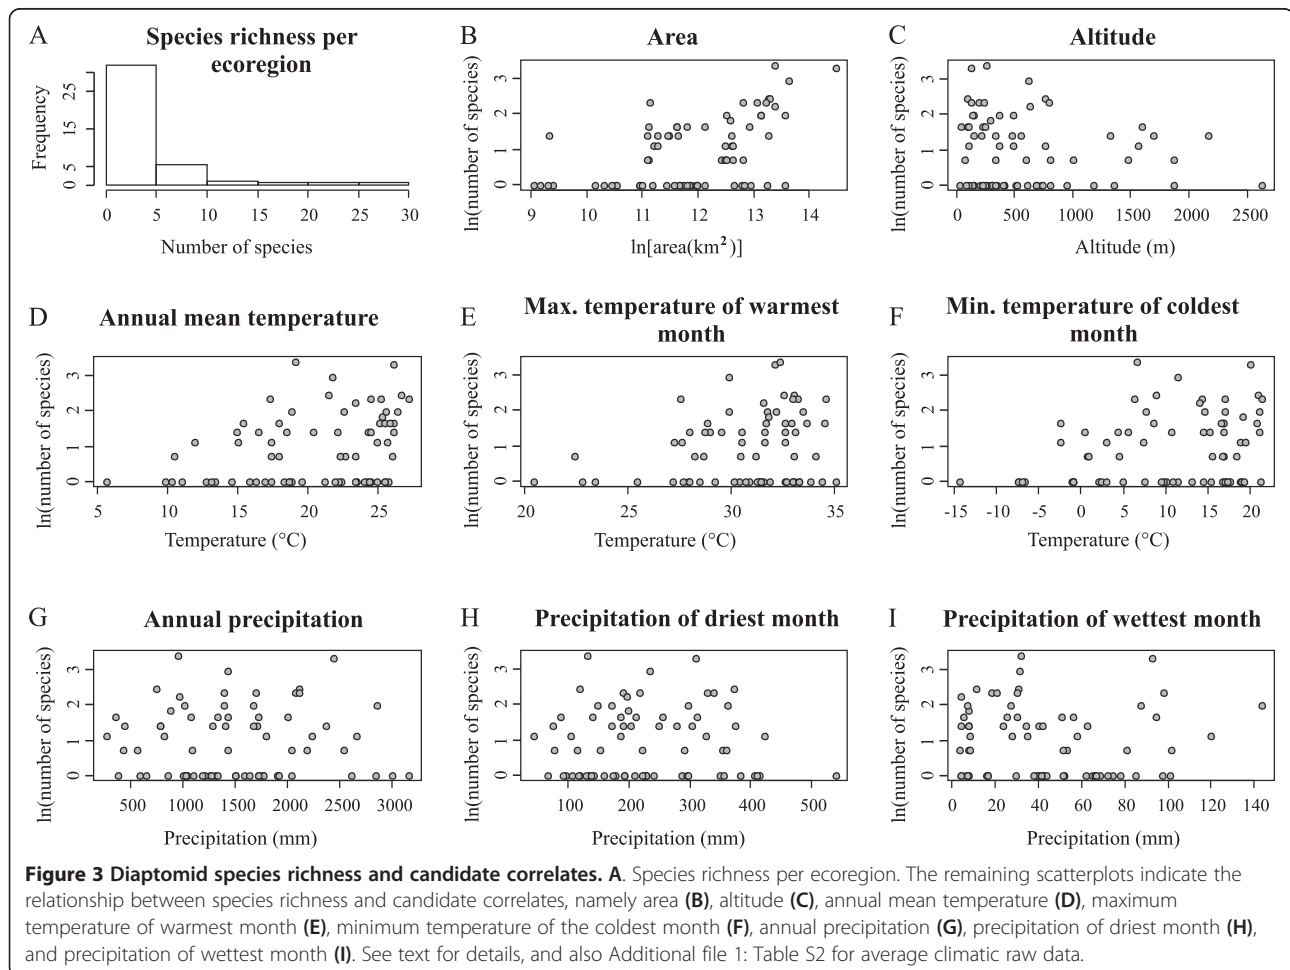 A
Species richness per
ecoregion
Frequency
0 5 15 25
0 5 10 15 20 25 30
Number of species
B
Area
ln(number of species)
0 1 2 3
9 10 11 12 13 14
ln[area(km²)]
C
Altitude
ln(number of species)
0 1 2 3
0 500 1000 1500 2000 2500
Altitude (m)
D
Annual mean temperature
ln(number of species)
0 1 2 3
5 10 15 20 25
Temperature (°C)
E
Max. temperature of warmest
month
ln(number of species)
0 1 2 3
20 25 30 35
Temperature (°C)
F
Min. temperature of coldest
month
ln(number of species)
0 1 2 3
-15 -10 -5 0 5 10 15 20
Temperature (°C)
G
Annual precipitation
ln(number of species)
0 1 2 3
500 1000 1500 2000 2500 3000
Precipitation (mm)
H
Precipitation of driest month
ln(number of species)
0 1 2 3
100 200 300 400 500
Precipitation (mm)
I
Precipitation of wettest month
ln(number of species)
0 1 2 3
0 20 40 60 80 100 120 140
Precipitation (mm)
Figure 3 Diaptomid species richness and candidate correlates. A. Species richness per ecoregion. The remaining scatterplots indicate the
relationship between species richness and candidate correlates, namely area (B), altitude (C), annual mean temperature (D), maximum
temperature of warmest month (E), minimum temperature of the coldest month (F), annual precipitation (G), precipitation of driest month (H),
and precipitation of wettest month (I). See text for details, and also Additional file 1: Table S2 for average climatic raw data.